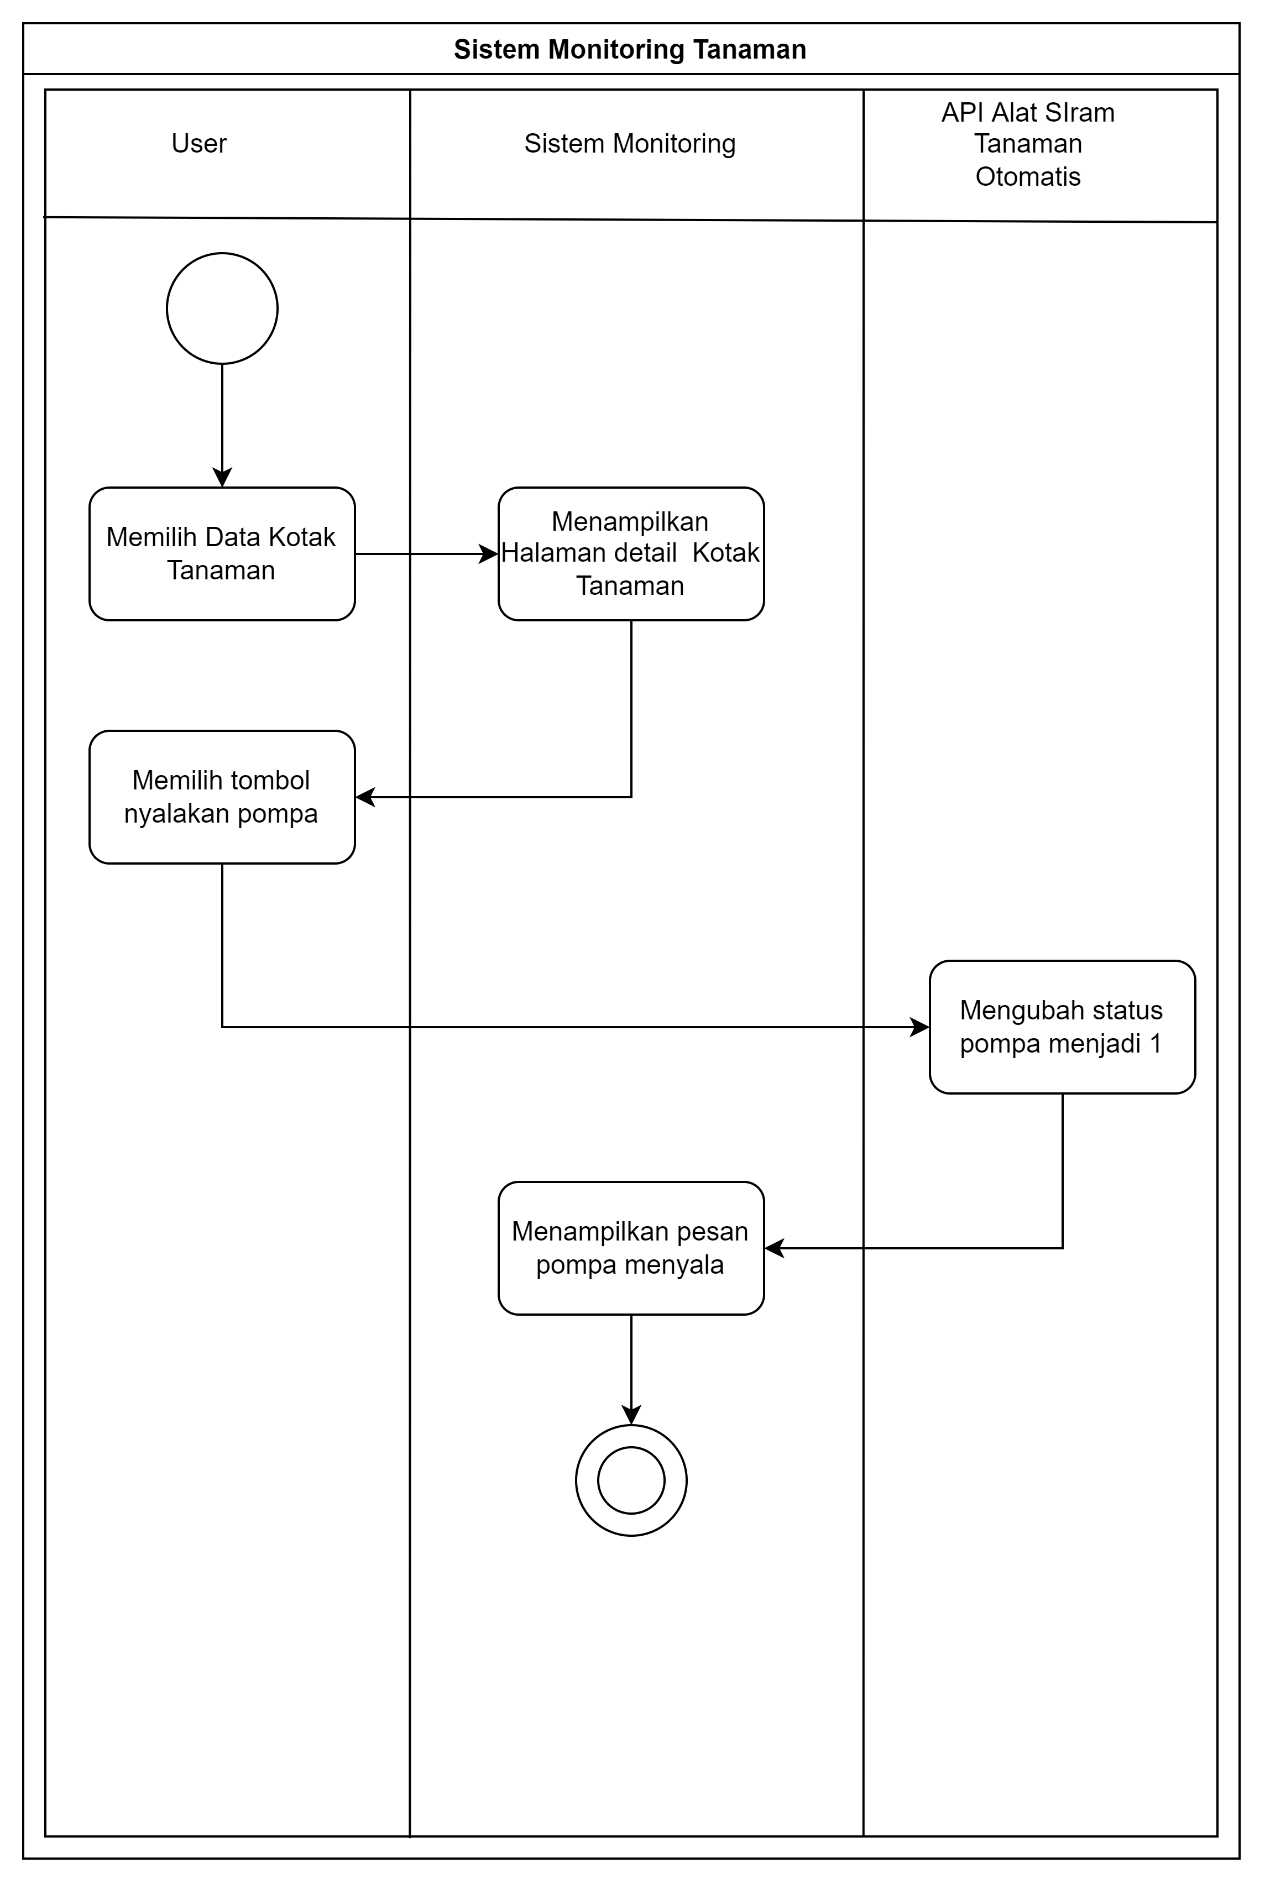 Sistem Monitoring Tanaman
User
Sistem Monitoring
API Alat SIram
Tanaman
Otomatis
Memilih Data Kotak
Tanaman
Menampilkan
Halaman detail  Kotak
Tanaman
Memilih tombol
nyalakan pompa
Mengubah status
pompa menjadi 1
Menampilkan pesan
pompa menyala